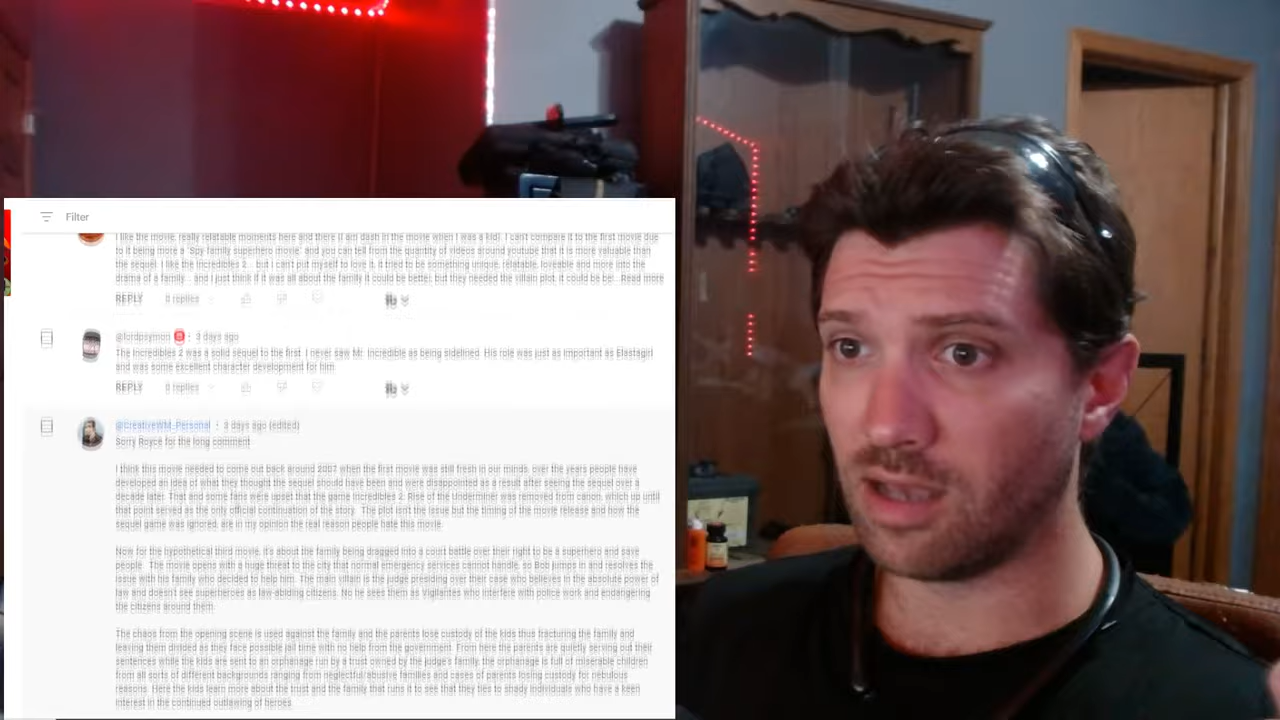 Filter
I like the movie, really relatable moments here and there (I am dash in the movie when I was a kid). I can't compare it to the first movie due
to it being more a 'Spy family superhero movie' and you can tell from the quantity of videos around youtube that it is more valuable than
the sequel. I like the Incredibles 2... but I can't put myself to love it. It tried to be something unique, relatable, loveable and more into the
drama of a family... and I just think if it was all about the family it could be better, but they needed the villain plot, it could be be... Read more
REPLY 0 replies
@lordpsymon · 3 days ago
The Incredibles 2 was a solid sequel to the first. I never saw Mr. Incredible as being sidelined. His role was just as important as Elastagirl
and was some excellent character development for him
REPLY 0 replies
@CreativeWM_Personal · 3 days ago (edited)
Sorry Royce for the long comment
I think this movie needed to come out back around 2007 when the first movie was still fresh in our minds, over the years people have
developed an idea of what they thought the sequel should have been and were disappointed as a result after seeing the sequel over a
decade later. That and some fans were upset that the game Incredibles 2: Rise of the Underminer was removed from canon, which up until
that point served as the only official continuation of the story. The plot isn't the issue but the timing of the movie release and how the
sequel game was ignored, are in my opinion the real reason people hate this movie.
Now for the hypothetical third movie, it's about the family being dragged into a court battle over their right to be a superhero and save
people. The movie opens with a huge threat to the city that normal emergency services cannot handle, so Bob jumps in and resolves the
issue with his family who decided to help him. The main villain is the judge presiding over their case who believes in the absolute power of
law and doesn't see superheroes as law-abiding citizens. No he sees them as Vigilantes who interfere with police work and endangering
the citizens around them.
The chaos from the opening scene is used against the family and the parents lose custody of the kids thus fracturing the family and
leaving them divided as they face possible jail time with no help from the government. From here the parents are quietly serving out their
sentences while the kids are sent to an orphanage run by a trust owned by the judge's family, the orphanage is full of miserable children
from all sorts of different backgrounds ranging from neglectful/abusive families and cases of parents losing custody for nebulous
reasons. Here the kids learn more about the trust and the family that runs it to see that they ties to shady individuals who have a keen
interest in the continued outlawing of heroes.